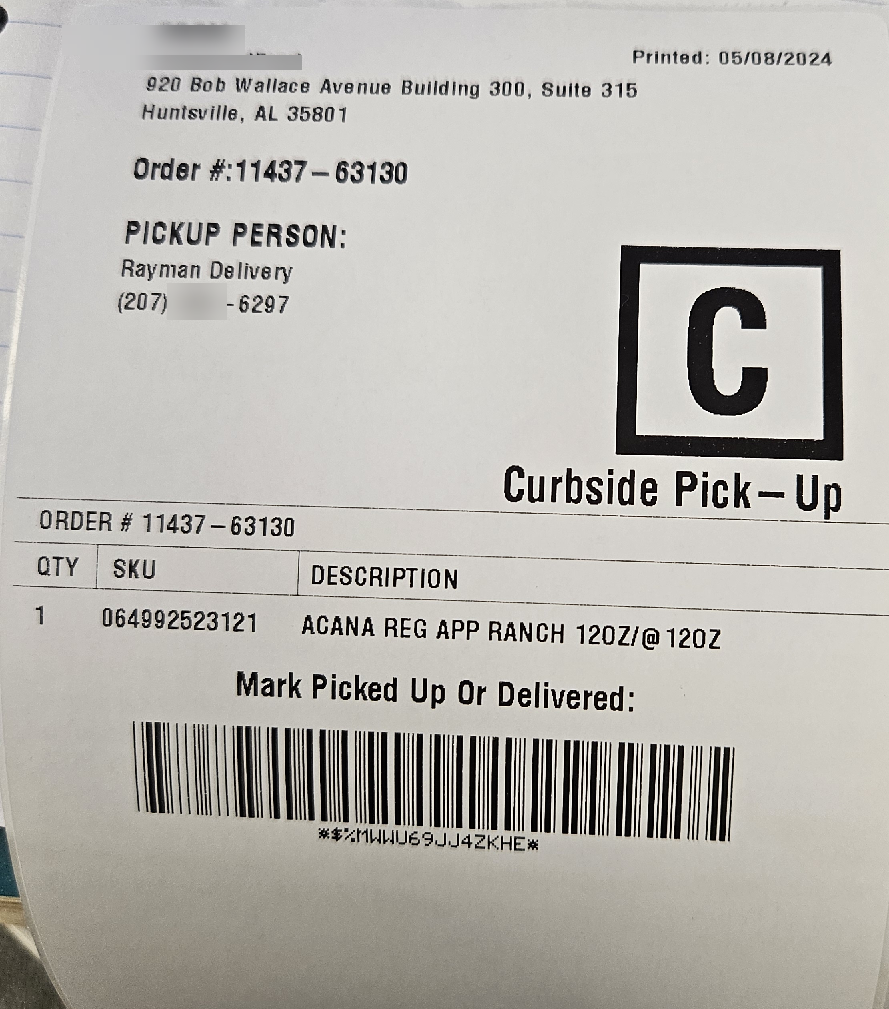 Printed: 05/08/2024
920 Bob Wallace Avenue Building 300, Suite 315
Huntsville, AL 35801
Order #:11437-63130
PICKUP PERSON:
Rayman Delivery
(207) -6297
C
Curbside Pick-Up
ORDER # 11437-63130
QTY SKU DESCRIPTION
1 064992523121 ACANA REG APP RANCH 12OZ/@12OZ
Mark Picked Up Or Delivered:
*$%MWWU69JJ4ZKHE*